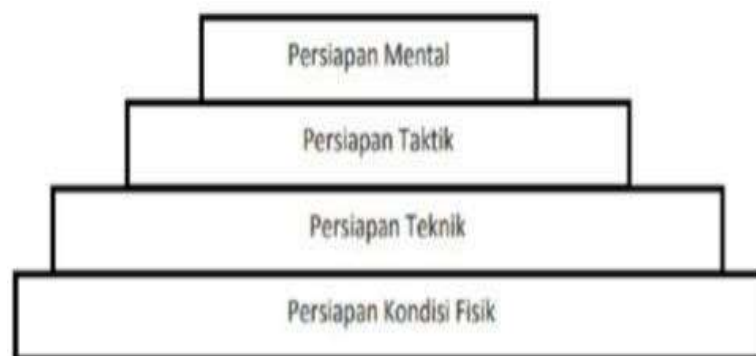 Persiapan Mental
Persiapan Taktik
Persiapan Teknik
Persiapan Kondisi Fisik